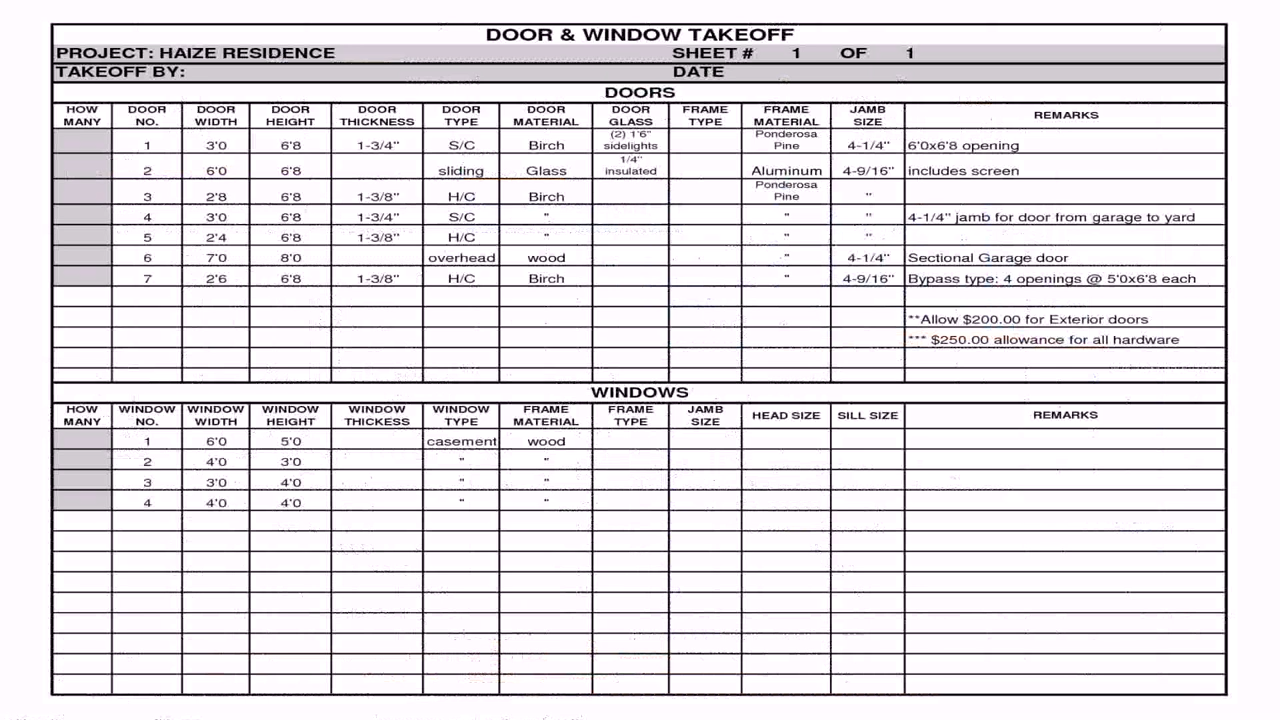 DOOR & WINDOW TAKEOFF
PROJECT: HAIZE RESIDENCE SHEET # 1 OF 1
TAKEOFF BY: DATE
DOORS
HOW MANY DOOR NO. DOOR WIDTH DOOR HEIGHT DOOR THICKNESS DOOR TYPE DOOR MATERIAL DOOR GLASS FRAME TYPE FRAME MATERIAL JAMB SIZE REMARKS
1 3'0 6'8 1-3/4" S/C Birch (2) 1'6" sidelights Ponderosa Pine 4-1/4" 6'0x6'8 opening
2 6'0 6'8 sliding Glass 1/4" insulated Aluminum 4-9/16" includes screen
3 2'8 6'8 1-3/8" H/C Birch Ponderosa Pine "
4 3'0 6'8 1-3/4" S/C " " " 4-1/4" jamb for door from garage to yard
5 2'4 6'8 1-3/8" H/C " " "
6 7'0 8'0 overhead wood " 4-1/4" Sectional Garage door
7 2'6 6'8 1-3/8" H/C Birch " 4-9/16" Bypass type: 4 openings @ 5'0x6'8 each
**Allow $200.00 for Exterior doors
*** $250.00 allowance for all hardware
WINDOWS
HOW MANY WINDOW NO. WINDOW WIDTH WINDOW HEIGHT WINDOW THICKESS WINDOW TYPE FRAME MATERIAL FRAME TYPE JAMB SIZE HEAD SIZE SILL SIZE REMARKS
1 6'0 5'0 casement wood
2 4'0 3'0 " "
3 3'0 4'0 " "
4 4'0 4'0 " "